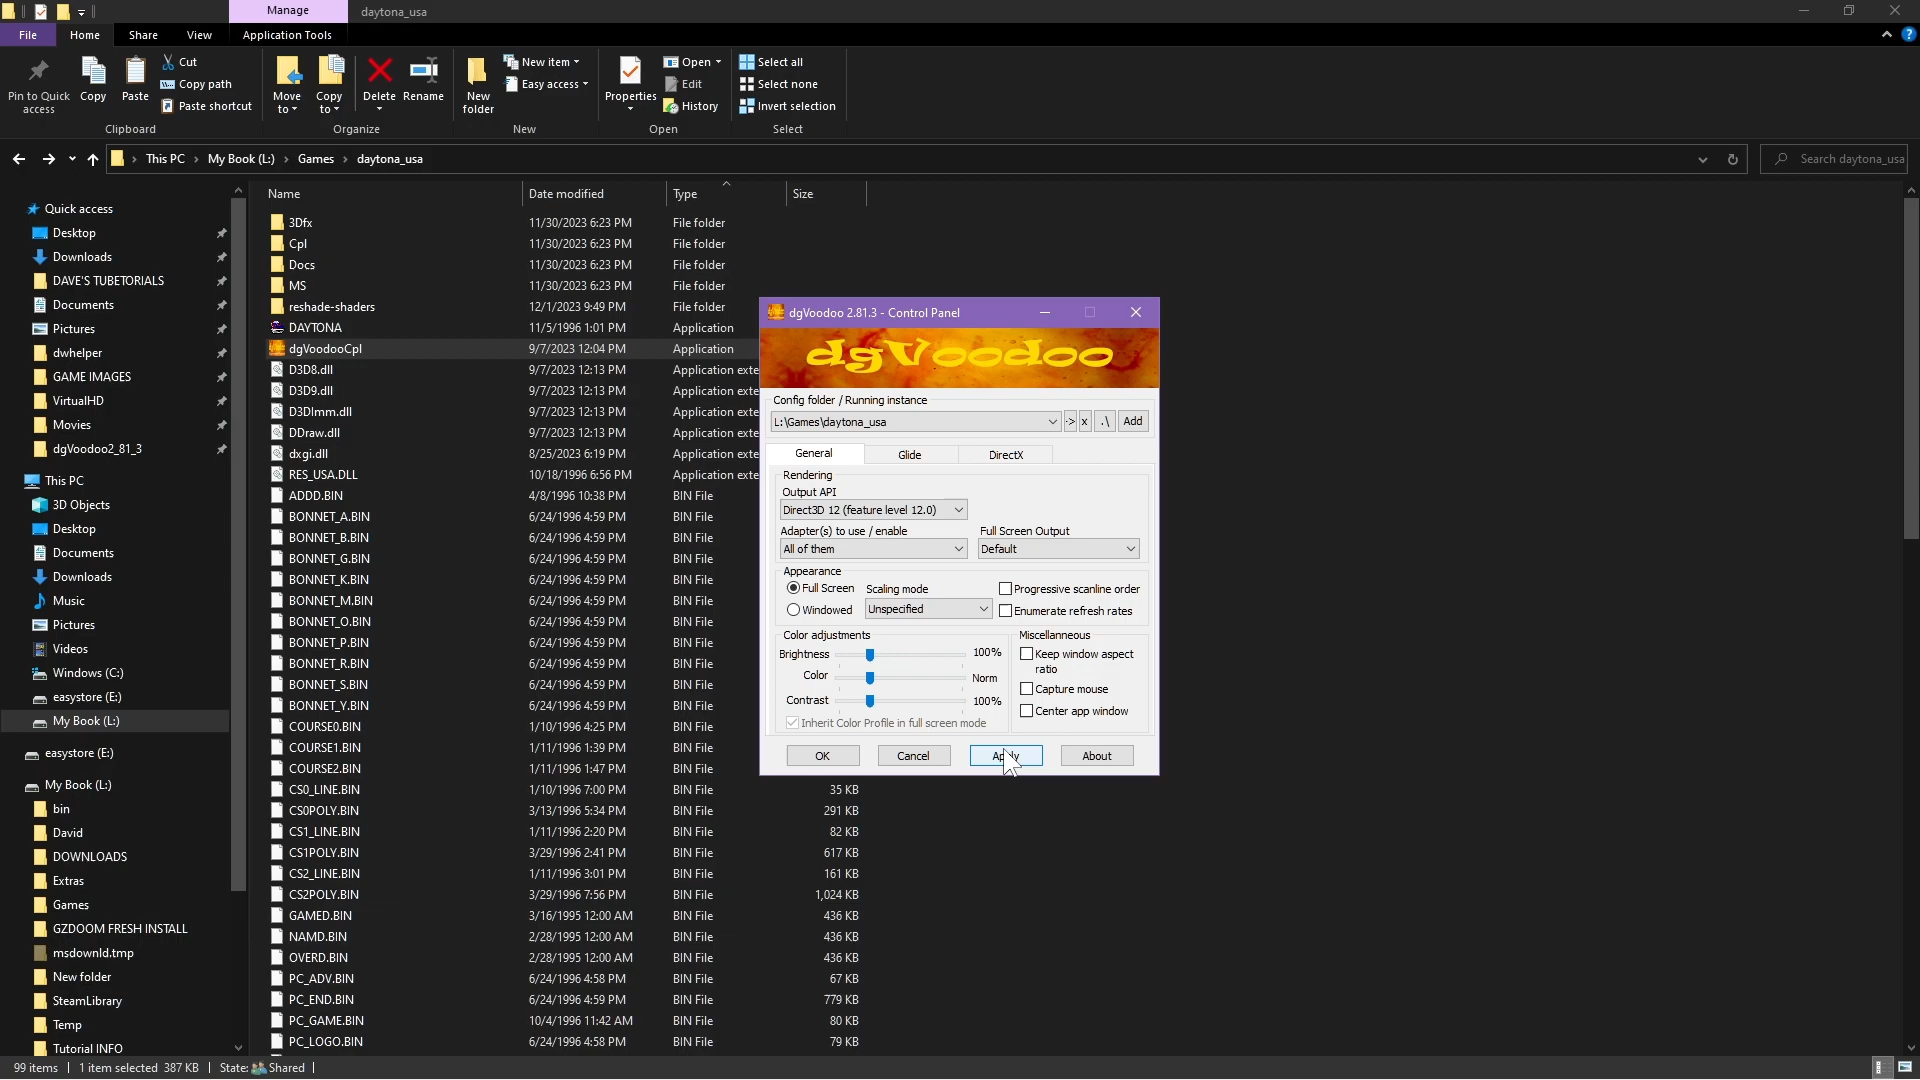 Manage
daytona_usa
File
Home
Share
View
Application Tools
Pin to Quick access
Copy
Paste
Cut
Copy path
Paste shortcut
Clipboard
Move to
Copy to
Delete
Rename
Organize
New folder
New item
Easy access
New
Properties
Open
Edit
History
Open
Select all
Select none
Invert selection
Select
This PC > My Book (L:) > Games > daytona_usa
Search daytona_usa
Quick access
Desktop
Downloads
DAVE'S TUBETORIALS
Documents
Pictures
dwhelper
GAME IMAGES
VirtualHD
Movies
dgVoodoo2_81_3
This PC
3D Objects
Desktop
Documents
Downloads
Music
Pictures
Videos
Windows (C:)
easystore (E:)
My Book (L:)
easystore (E:)
My Book (L:)
bin
David
DOWNLOADS
Extras
Games
GZDOOM FRESH INSTALL
msdownld.tmp
New folder
SteamLibrary
Temp
Tutorial INFO
Name Date modified Type Size
3Dfx 11/30/2023 6:23 PM File folder
Cpl 11/30/2023 6:23 PM File folder
Docs 11/30/2023 6:23 PM File folder
MS 11/30/2023 6:23 PM File folder
reshade-shaders 12/1/2023 9:49 PM File folder
DAYTONA 11/5/1996 1:01 PM Application
dgVoodooCpl 9/7/2023 12:04 PM Application
D3D8.dll 9/7/2023 12:13 PM Application exte
D3D9.dll 9/7/2023 12:13 PM Application exte
D3DImm.dll 9/7/2023 12:13 PM Application exte
DDraw.dll 9/7/2023 12:13 PM Application exte
dxgi.dll 8/25/2023 6:19 PM Application exte
RES_USA.DLL 10/18/1996 6:56 PM Application exte
ADDD.BIN 4/8/1996 10:38 PM BIN File
BONNET_A.BIN 6/24/1996 4:59 PM BIN File
BONNET_B.BIN 6/24/1996 4:59 PM BIN File
BONNET_G.BIN 6/24/1996 4:59 PM BIN File
BONNET_K.BIN 6/24/1996 4:59 PM BIN File
BONNET_M.BIN 6/24/1996 4:59 PM BIN File
BONNET_O.BIN 6/24/1996 4:59 PM BIN File
BONNET_P.BIN 6/24/1996 4:59 PM BIN File
BONNET_R.BIN 6/24/1996 4:59 PM BIN File
BONNET_S.BIN 6/24/1996 4:59 PM BIN File
BONNET_Y.BIN 6/24/1996 4:59 PM BIN File
COURSE0.BIN 1/10/1996 4:25 PM BIN File
COURSE1.BIN 1/11/1996 1:39 PM BIN File
COURSE2.BIN 1/11/1996 1:47 PM BIN File
CS0_LINE.BIN 1/10/1996 7:00 PM BIN File 35 KB
CS0POLY.BIN 3/13/1996 5:34 PM BIN File 291 KB
CS1_LINE.BIN 1/11/1996 2:20 PM BIN File 82 KB
CS1POLY.BIN 3/29/1996 2:41 PM BIN File 617 KB
CS2_LINE.BIN 1/11/1996 3:01 PM BIN File 161 KB
CS2POLY.BIN 3/29/1996 7:56 PM BIN File 1,024 KB
GAMED.BIN 3/16/1995 12:00 AM BIN File 436 KB
NAMD.BIN 2/28/1995 12:00 AM BIN File 436 KB
OVERD.BIN 2/28/1995 12:00 AM BIN File 436 KB
PC_ADV.BIN 6/24/1996 4:58 PM BIN File 67 KB
PC_END.BIN 6/24/1996 4:59 PM BIN File 779 KB
PC_GAME.BIN 10/4/1996 11:42 AM BIN File 80 KB
PC_LOGO.BIN 6/24/1996 4:58 PM BIN File 79 KB
dgVoodoo 2.81.3 - Control Panel
dgVoodoo
Config folder / Running instance
L:\Games\daytona_usa -> x .\ Add
General Glide DirectX
Rendering
Output API
Direct3D 12 (feature level 12.0)
Adapter(s) to use / enable Full Screen Output
All of them Default
Appearance
Full Screen Scaling mode Progressive scanline order
Windowed Unspecified Enumerate refresh rates
Color adjustments
Brightness 100%
Color Norm
Contrast 100%
Inherit Color Profile in full screen mode
Miscellaneous
Keep window aspect ratio
Capture mouse
Center app window
OK Cancel Apply About
99 items 1 item selected 387 KB State: Shared